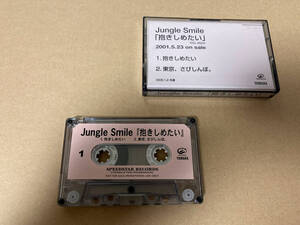 Jungle Smile
「抱きしめたい」
2001.5.23 on sale
1.抱きしめたい
2.東京、さびしんぼ。
Jungle Smile「抱きしめたい」
1.抱きしめたい 2.東京、さびしんぼ。
1
SPEEDSTAR RECORDS